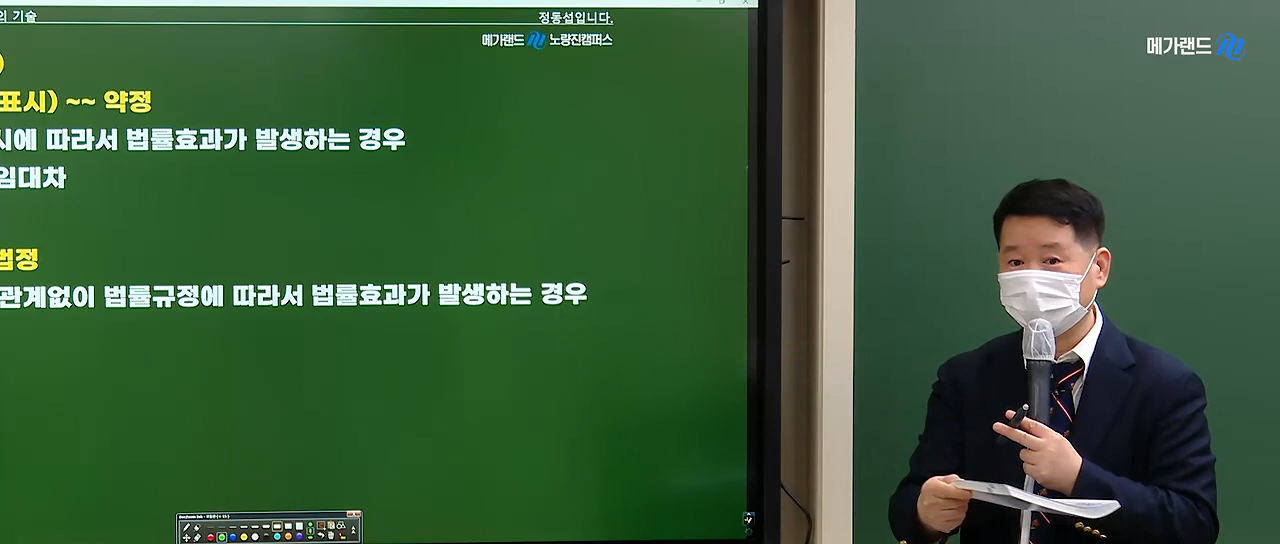 의 기술
정동섭입니다.
메가랜드 노량진캠퍼스
메가랜드
표시) ~~ 약정
시에 따라서 법률효과가 발생하는 경우
임대차
법정
관계없이 법률규정에 따라서 법률효과가 발생하는 경우